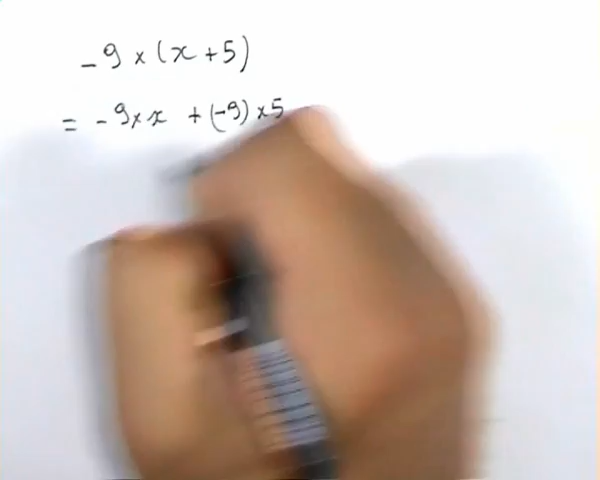 -9 × (x + 5)
= -9 × x + (-9) × 5